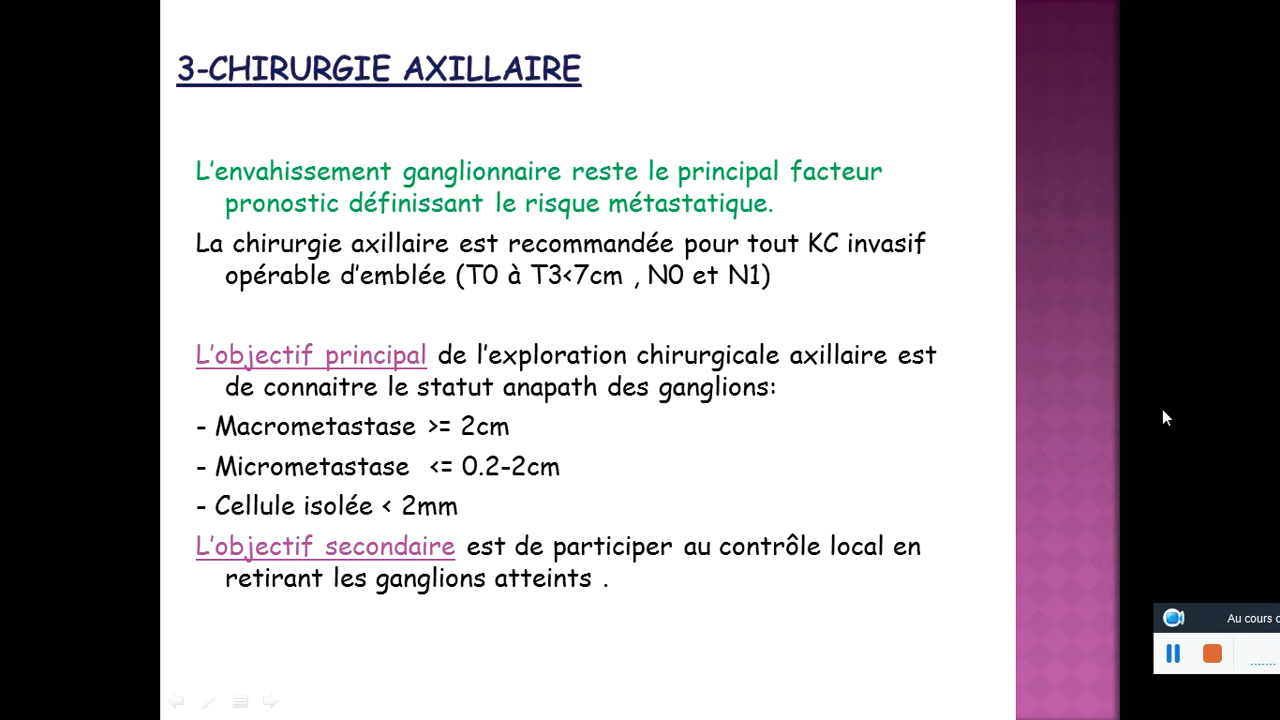 3-CHIRURGIE AXILLAIRE
L'envahissement ganglionnaire reste le principal facteur
pronostic définissant le risque métastatique.
La chirurgie axillaire est recommandée pour tout KC invasif
opérable d'emblée (T0 à T3<7cm , N0 et N1)
L'objectif principal de l'exploration chirurgicale axillaire est
de connaitre le statut anapath des ganglions:
- Macrometastase >= 2cm
- Micrometastase <= 0.2-2cm
- Cellule isolée < 2mm
L'objectif secondaire est de participer au contrôle local en
retirant les ganglions atteints .
Au cours